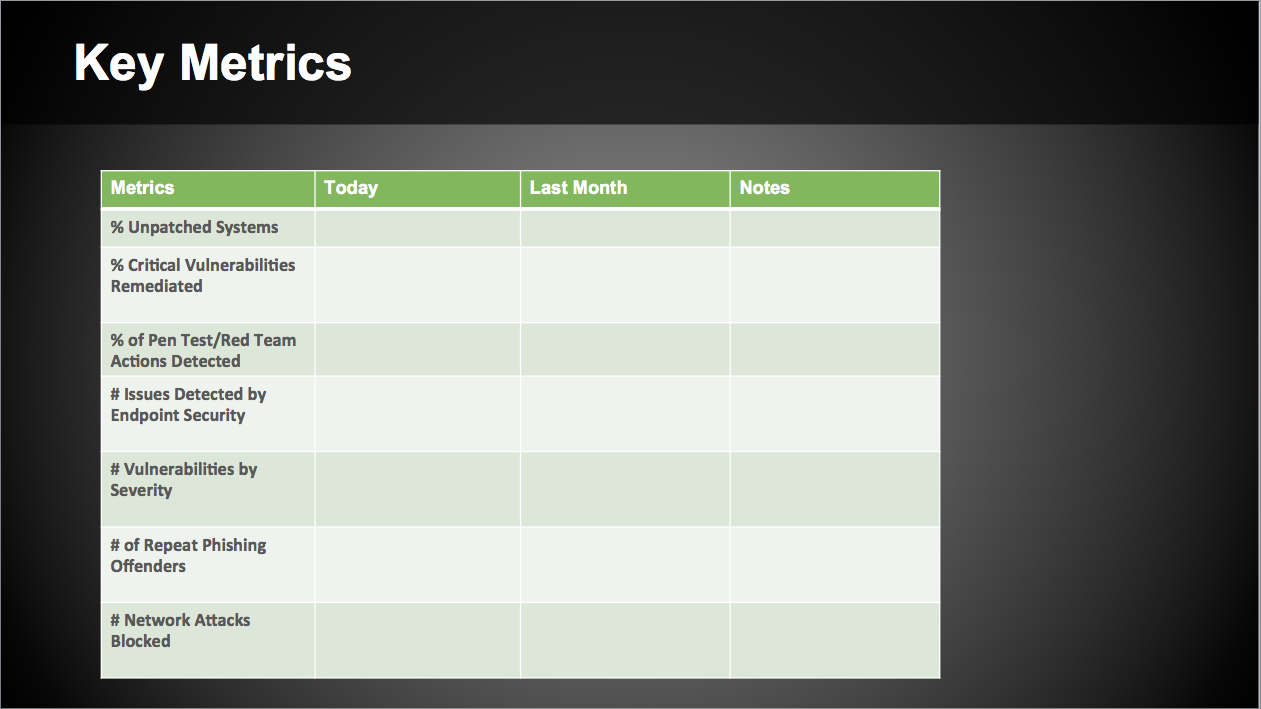 Key Metrics
Metrics Today Last Month Notes
% Unpatched Systems
% Critical Vulnerabilities
Remediated
% of Pen Test/Red Team
Actions Detected
# Issues Detected by
Endpoint Security
# Vulnerabilities by
Severity
# of Repeat Phishing
Offenders
# Network Attacks
Blocked